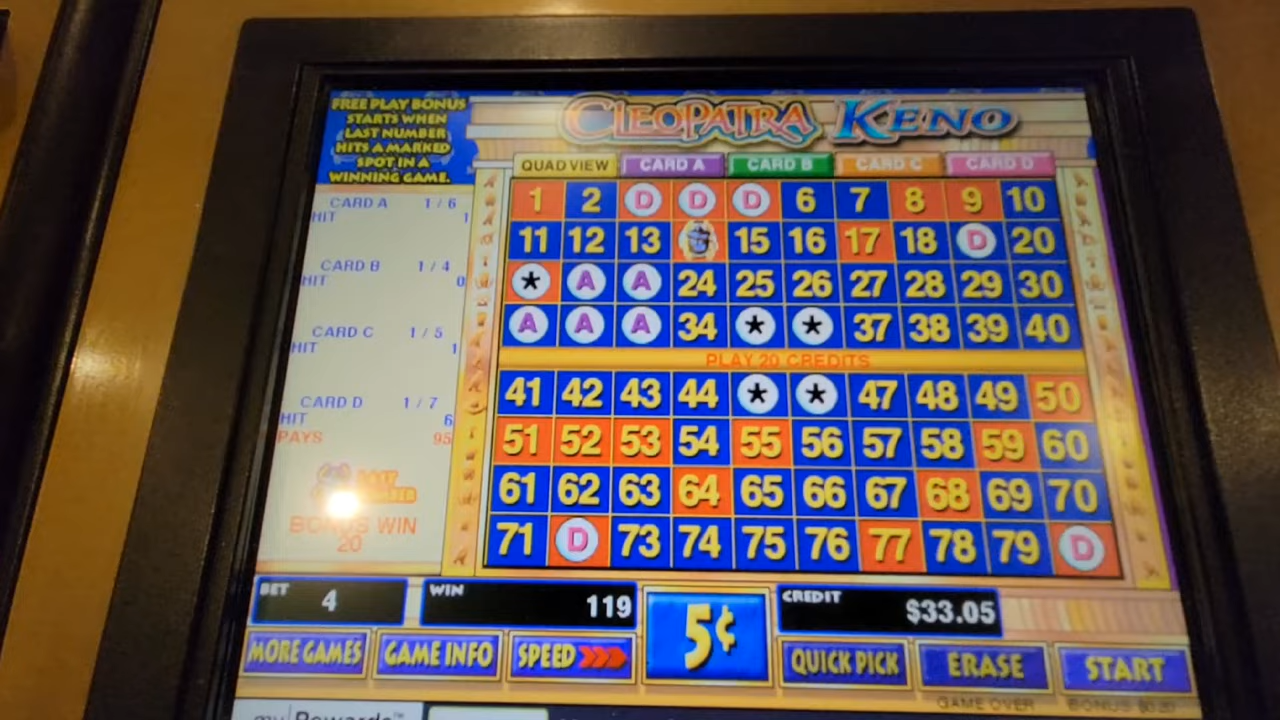 FREE PLAY BONUS
STARTS WHEN
LAST NUMBER
HITS A MARKED
SPOT IN A
WINNING GAME.
CLEOPATRA KENO
QUAD VIEW CARD A CARD B CARD C CARD D
CARD A 1/6
HIT 1
CARD B 1/4
HIT 0
CARD C 1/5
HIT 1
CARD D 1/7
HIT 6
PAYS 95
BONUS WIN
20
1 2 D D D 6 7 8 9 10
11 12 13 15 16 17 18 D 20
* A A 24 25 26 27 28 29 30
A A A 34 * * 37 38 39 40
PLAY 20 CREDITS
41 42 43 44 * * 47 48 49 50
51 52 53 54 55 56 57 58 59 60
61 62 63 64 65 66 67 68 69 70
71 D 73 74 75 76 77 78 79 D
BET 4 WIN 119 5¢ CREDIT $33.05
MORE GAMES GAME INFO SPEED QUICK PICK ERASE START
GAME OVER BONUS $0.20
my Rewards™